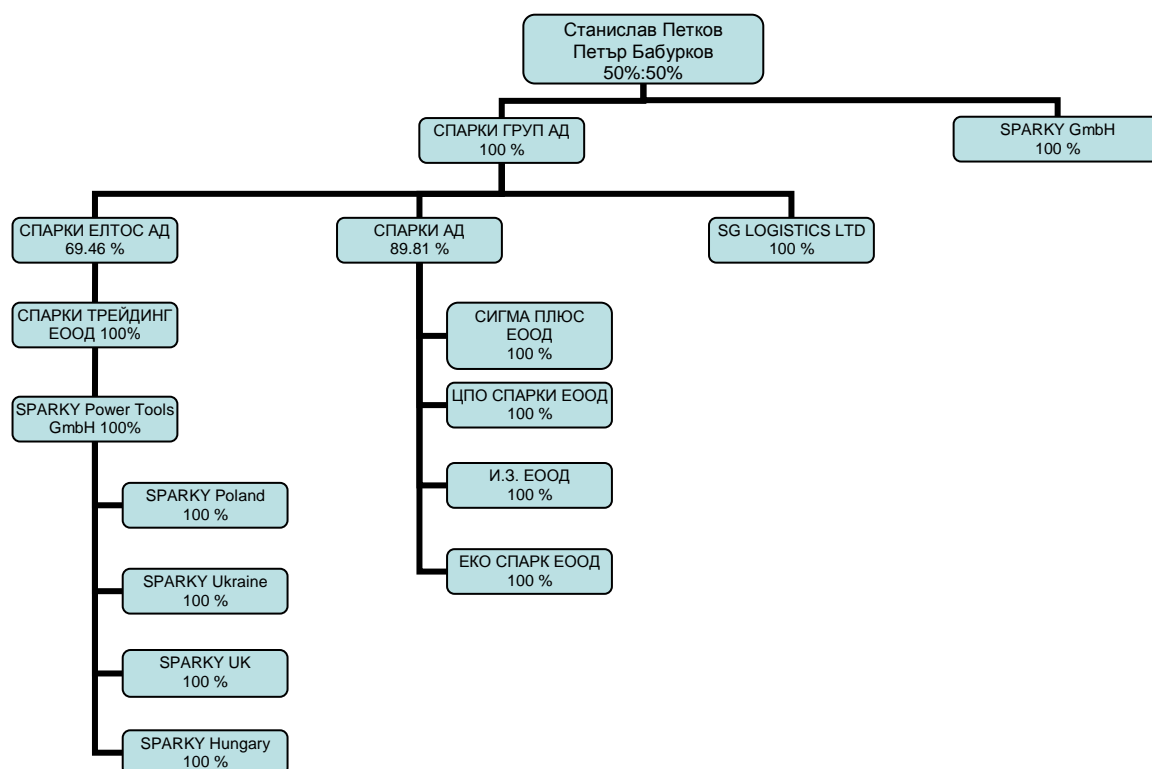 Станислав Петков
Петър Бабурков
50%:50%
СПАРКИ ГРУП АД
100 %
SPARKY GmbH
100 %
СПАРКИ ЕЛТОС АД
69.46 %
СПАРКИ АД
89.81 %
SG LOGISTICS LTD
100 %
СПАРКИ ТРЕЙДИНГ
ЕООД 100%
SPARKY Power Tools
GmbH 100%
SPARKY Poland
100 %
SPARKY Ukraine
100 %
SPARKY UK
100 %
SPARKY Hungary
100 %
СИГМА ПЛЮС
ЕООД
100 %
ЦПО СПАРКИ ЕООД
100 %
И.З. ЕООД
100 %
ЕКО СПАРК ЕООД
100 %